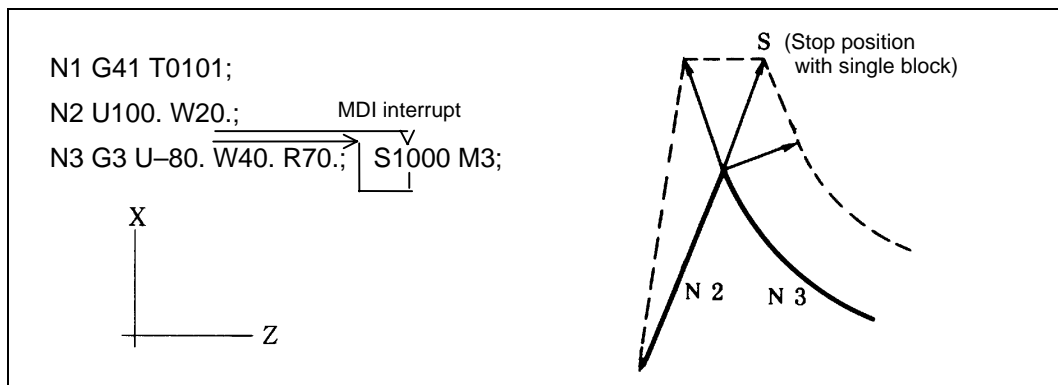 N1 G41 T0101;
N2 U100. W20.;
MDI interrupt
N3 G3 U–80. W40. R70.; S1000 M3;
X
Z
S (Stop position
with single block)
N 2
N 3